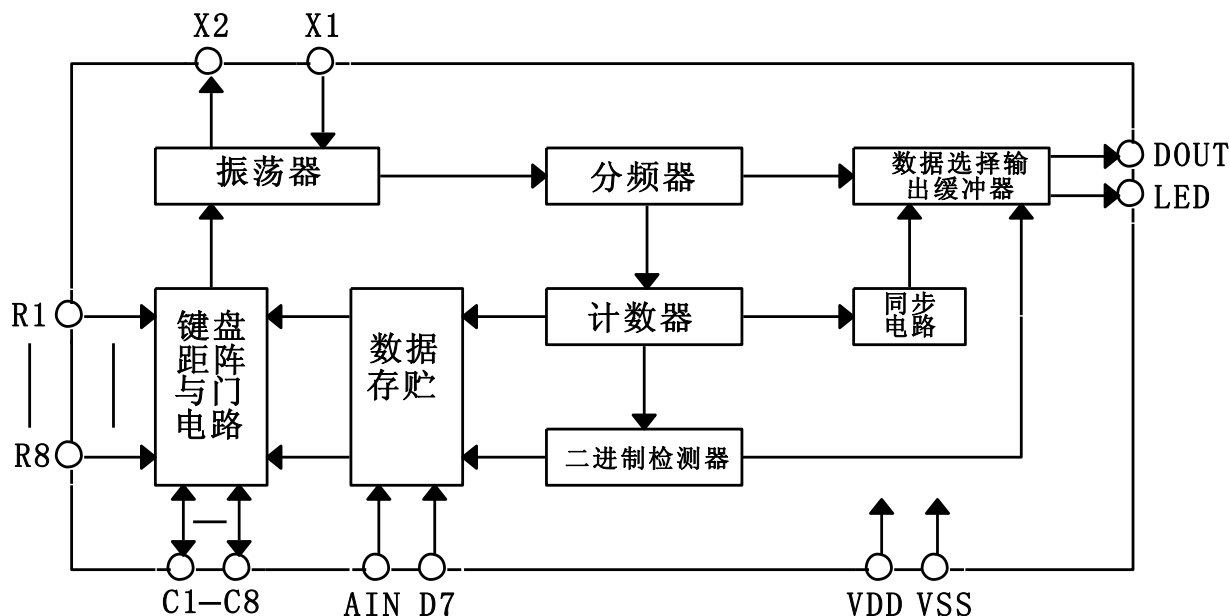 X2 X1
振荡器
分频器
数据选择输
出缓冲器
DOUT
LED
R1
键盘
距阵
与门
电路
数据
存贮
计数器
同步
电路
R8
二进制检测器
C1—C8
AIN D7
VDD VSS